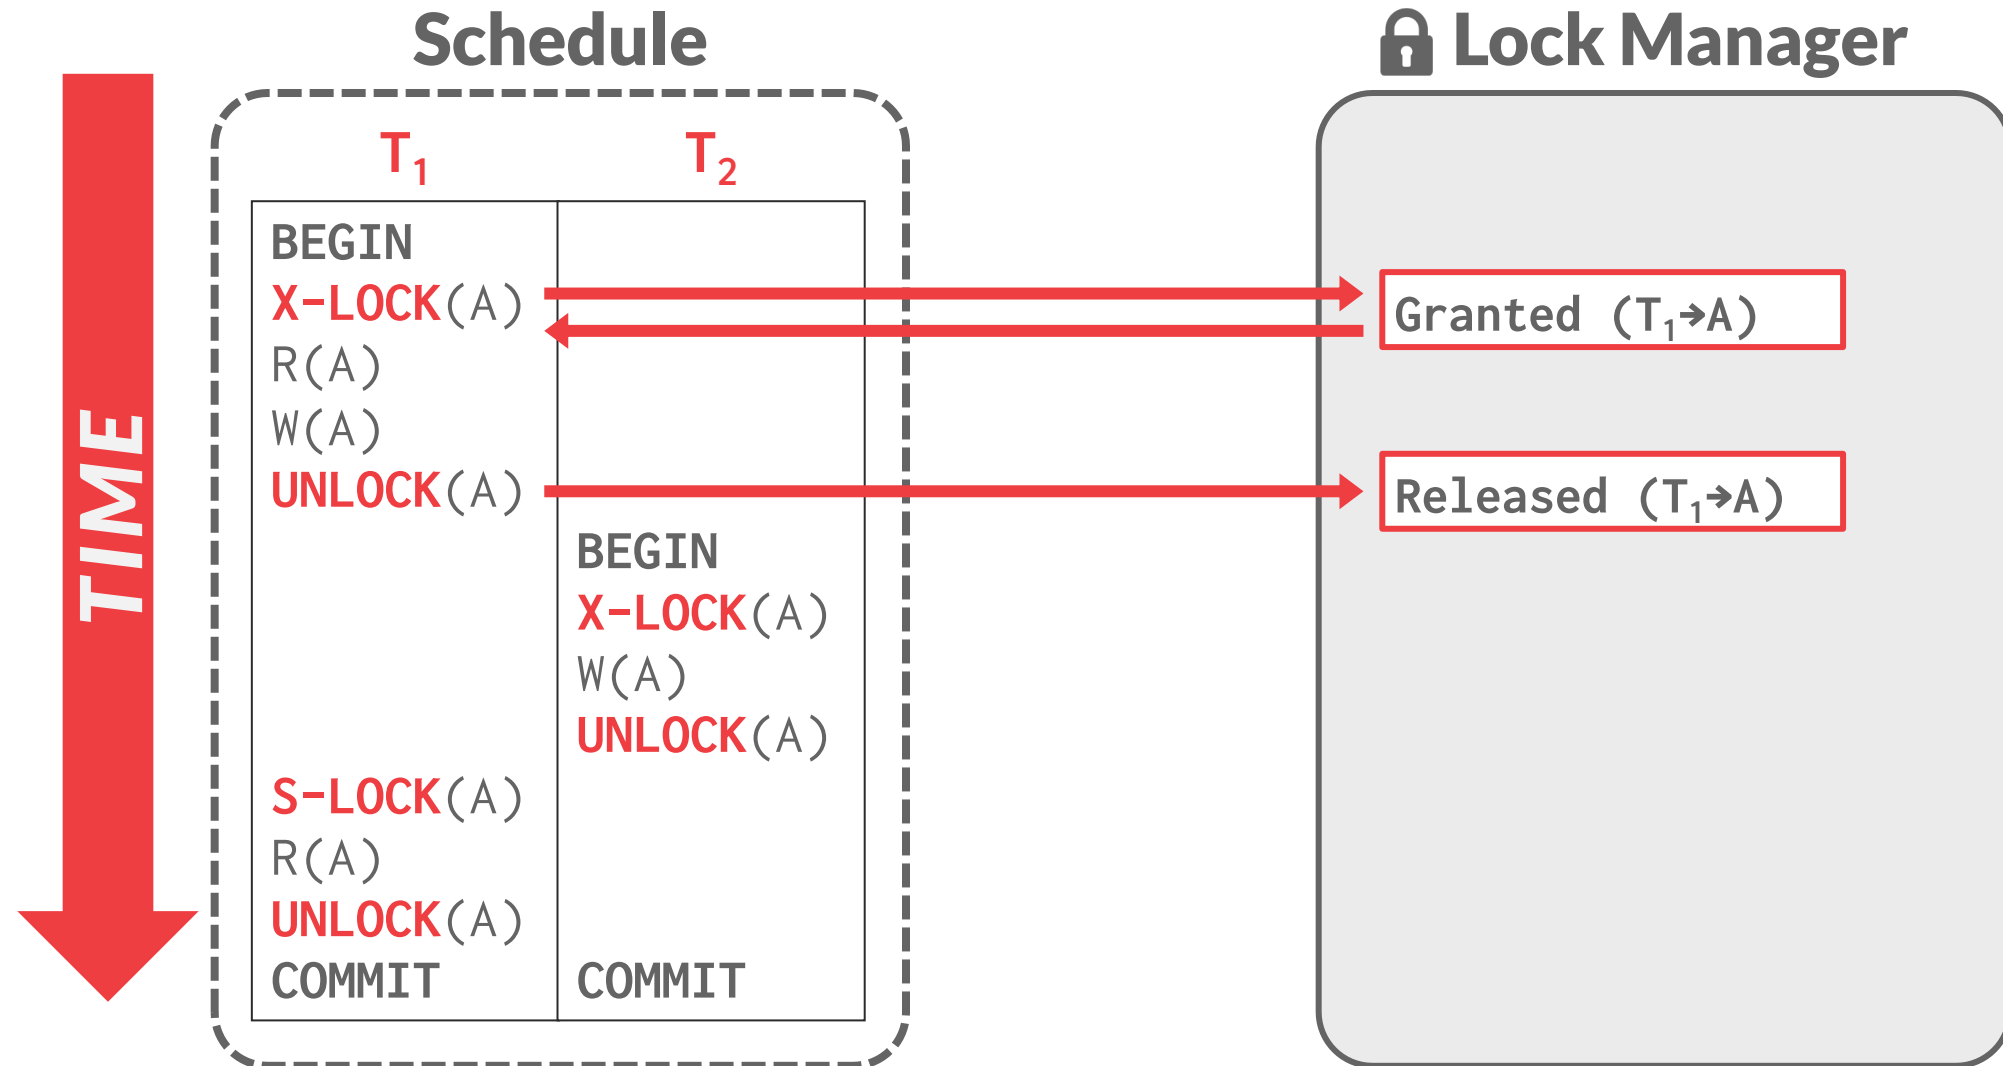 Schedule
Lock Manager
TIME
T₁ T₂
BEGIN
X-LOCK(A)
Granted (T₁→A)
R(A)
W(A)
UNLOCK(A)
Released (T₁→A)
BEGIN
X-LOCK(A)
W(A)
UNLOCK(A)
S-LOCK(A)
R(A)
UNLOCK(A)
COMMIT COMMIT